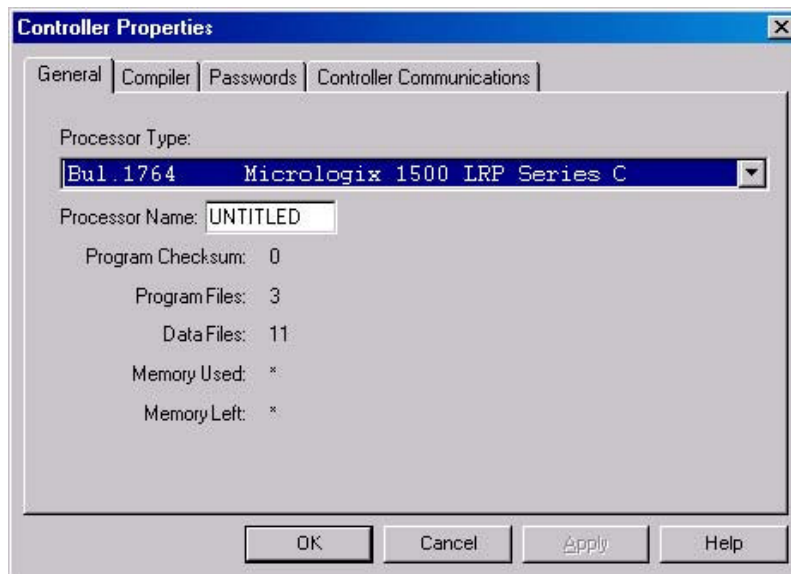 Controller Properties
General Compiler Passwords Controller Communications
Processor Type:
Bul.1764 Micrologix 1500 LRP Series C
Processor Name: UNTITLED
Program Checksum: 0
Program Files: 3
Data Files: 11
Memory Used: *
Memory Left: *
OK Cancel Apply Help